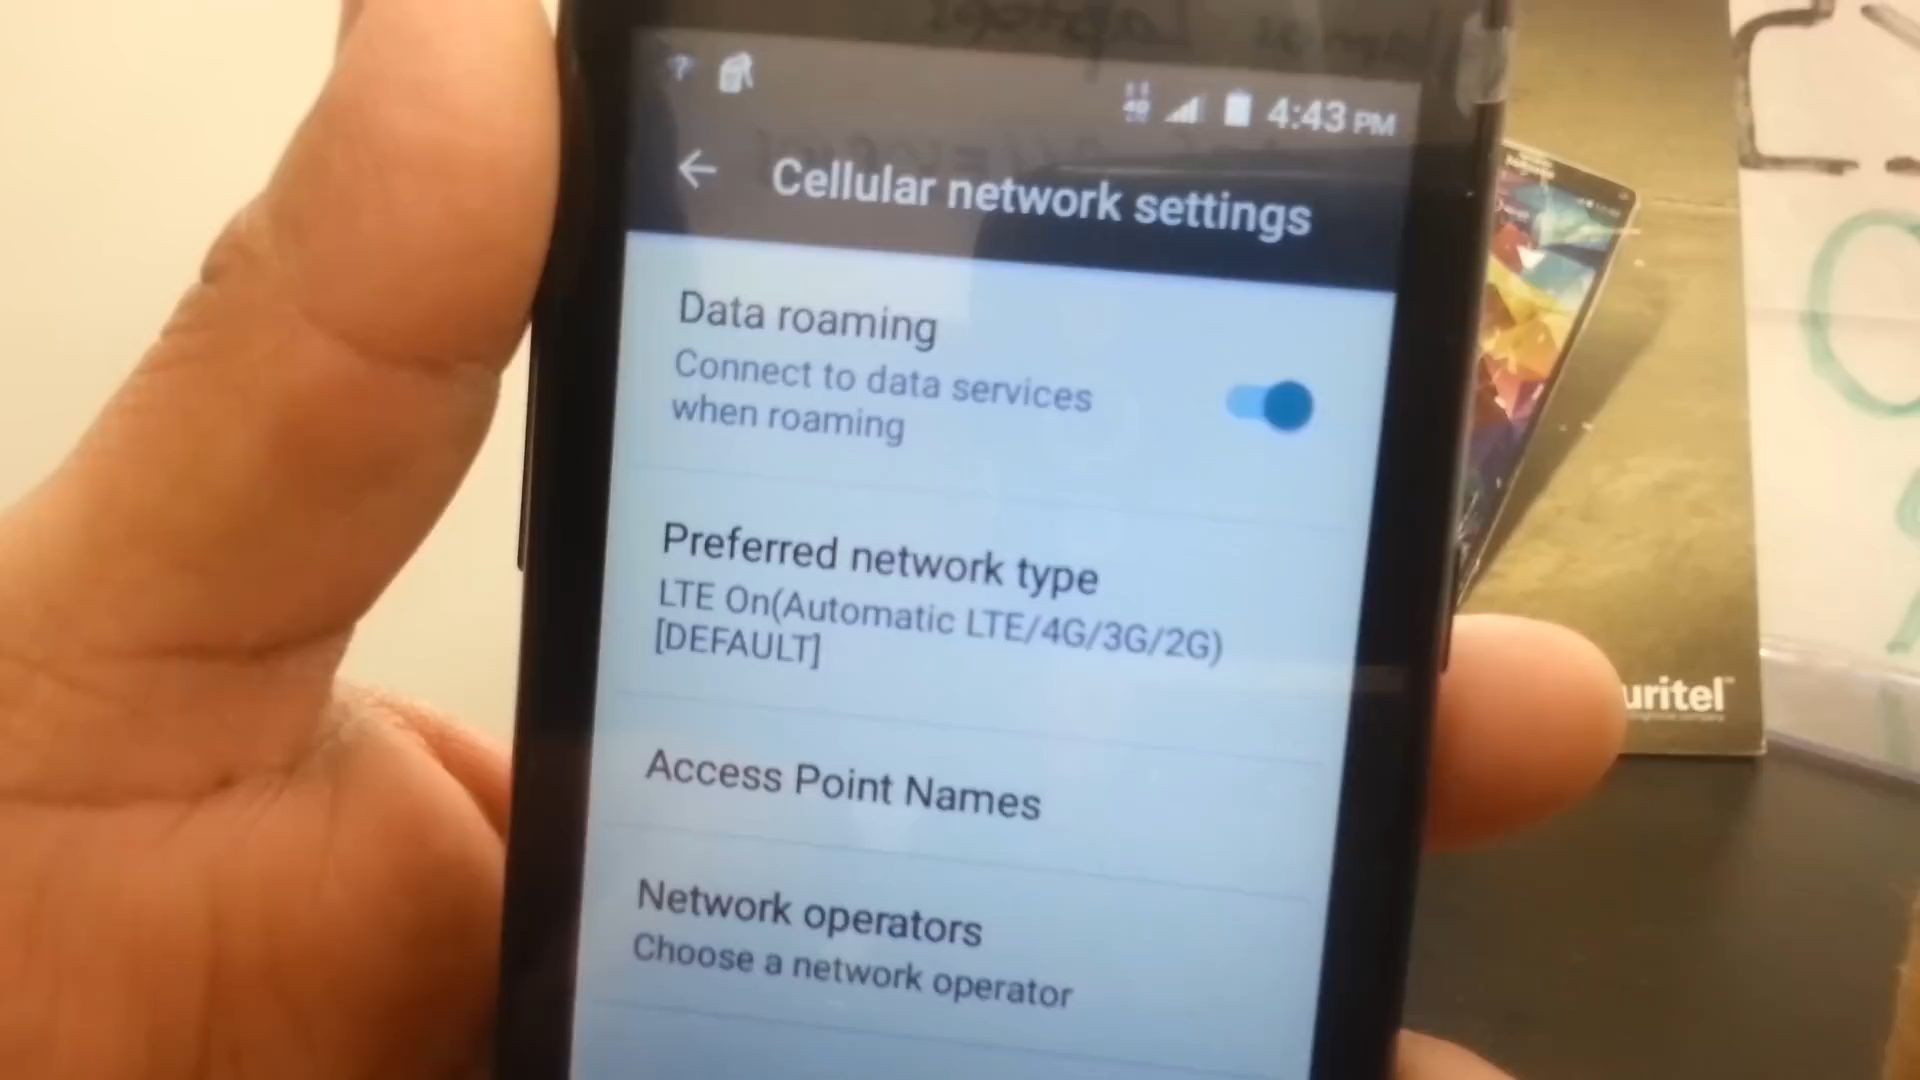 4:43 PM
Cellular network settings
Data roaming
Connect to data services
when roaming
Preferred network type
LTE On(Automatic LTE/4G/3G/2G)
[DEFAULT]
Access Point Names
Network operators
Choose a network operator
uritel